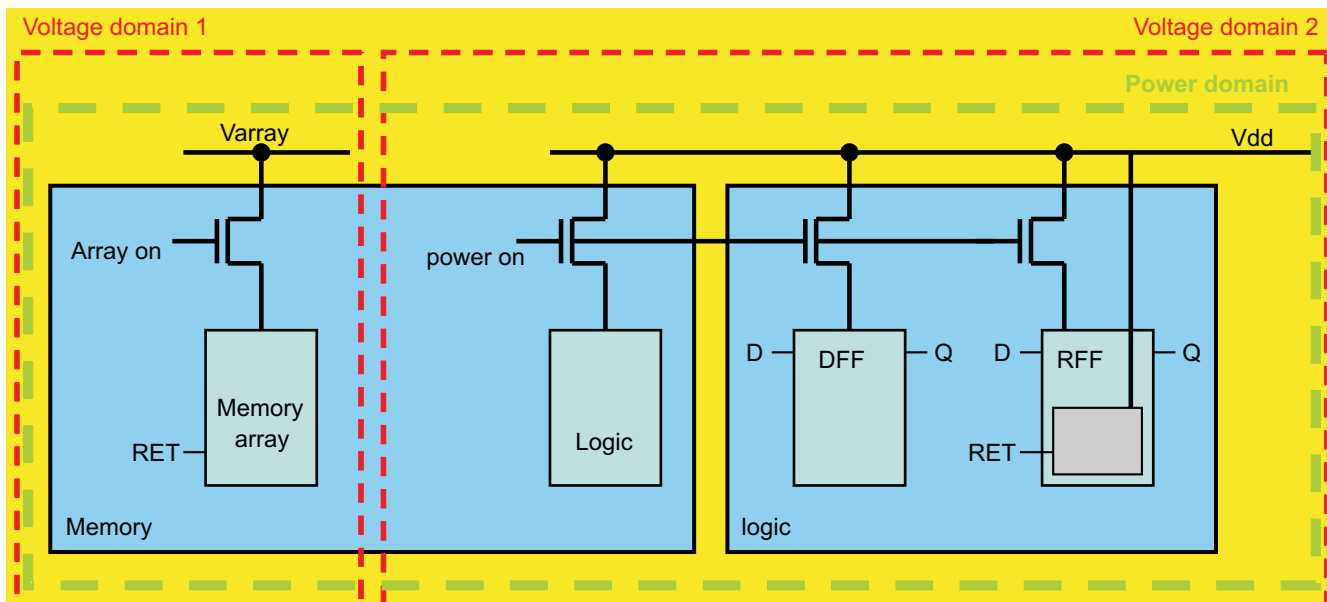 Voltage domain 1
Voltage domain 2
Power domain
Varray
Vdd
Array on
power on
D
DFF
Q
D
RFF
Q
Memory
array
RET
Logic
RET
Memory
logic